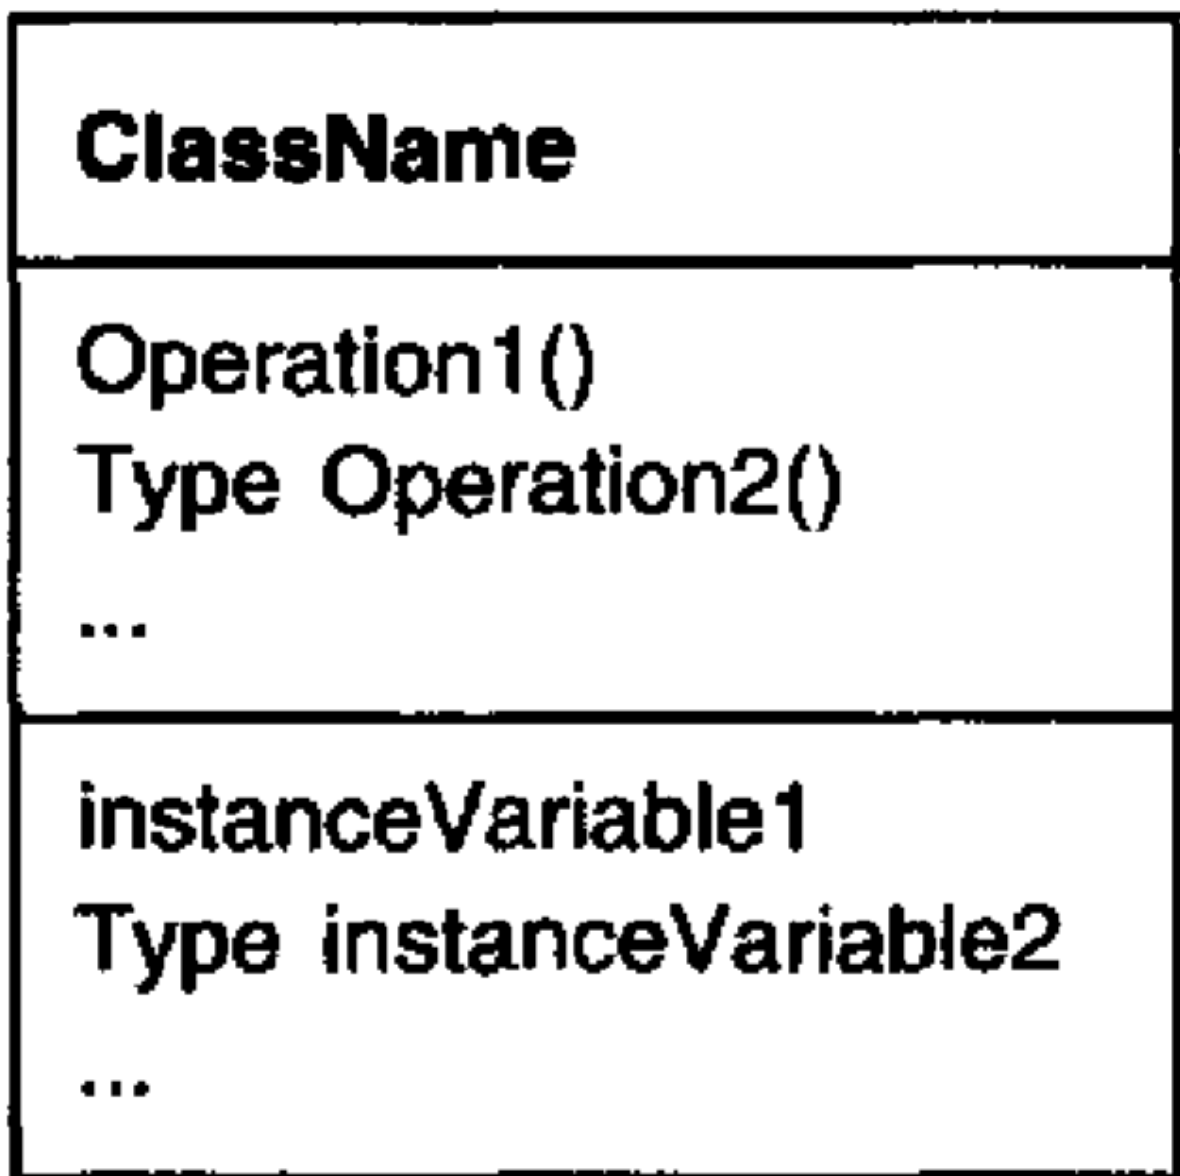 ClassName
Operation1()
Type Operation2()
...
instanceVariable1
Type instanceVariable2
...